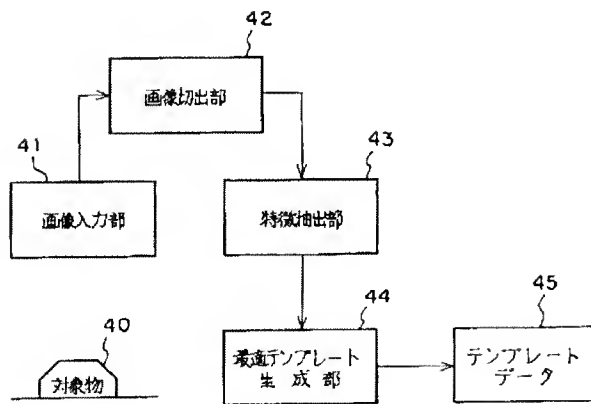 42
画像切出部
41
画像入力部
43
特徴抽出部
44
最適テンプレート
生成部
45
テンプレート
データ
40
対象物